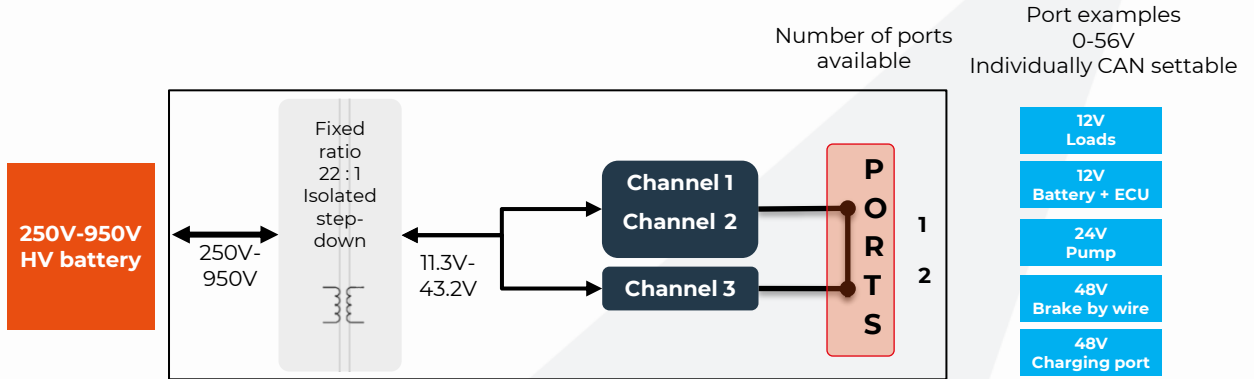 Number of ports
available
Port examples
0-56V
Individually CAN settable
250V-950V
HV battery
250V-
950V
Fixed
ratio
22 : 1
Isolated
step-
down
11.3V-
43.2V
Channel 1
Channel 2
Channel 3
P
O
R
T
S
1
2
12V
Loads
12V
Battery + ECU
24V
Pump
48V
Brake by wire
48V
Charging port